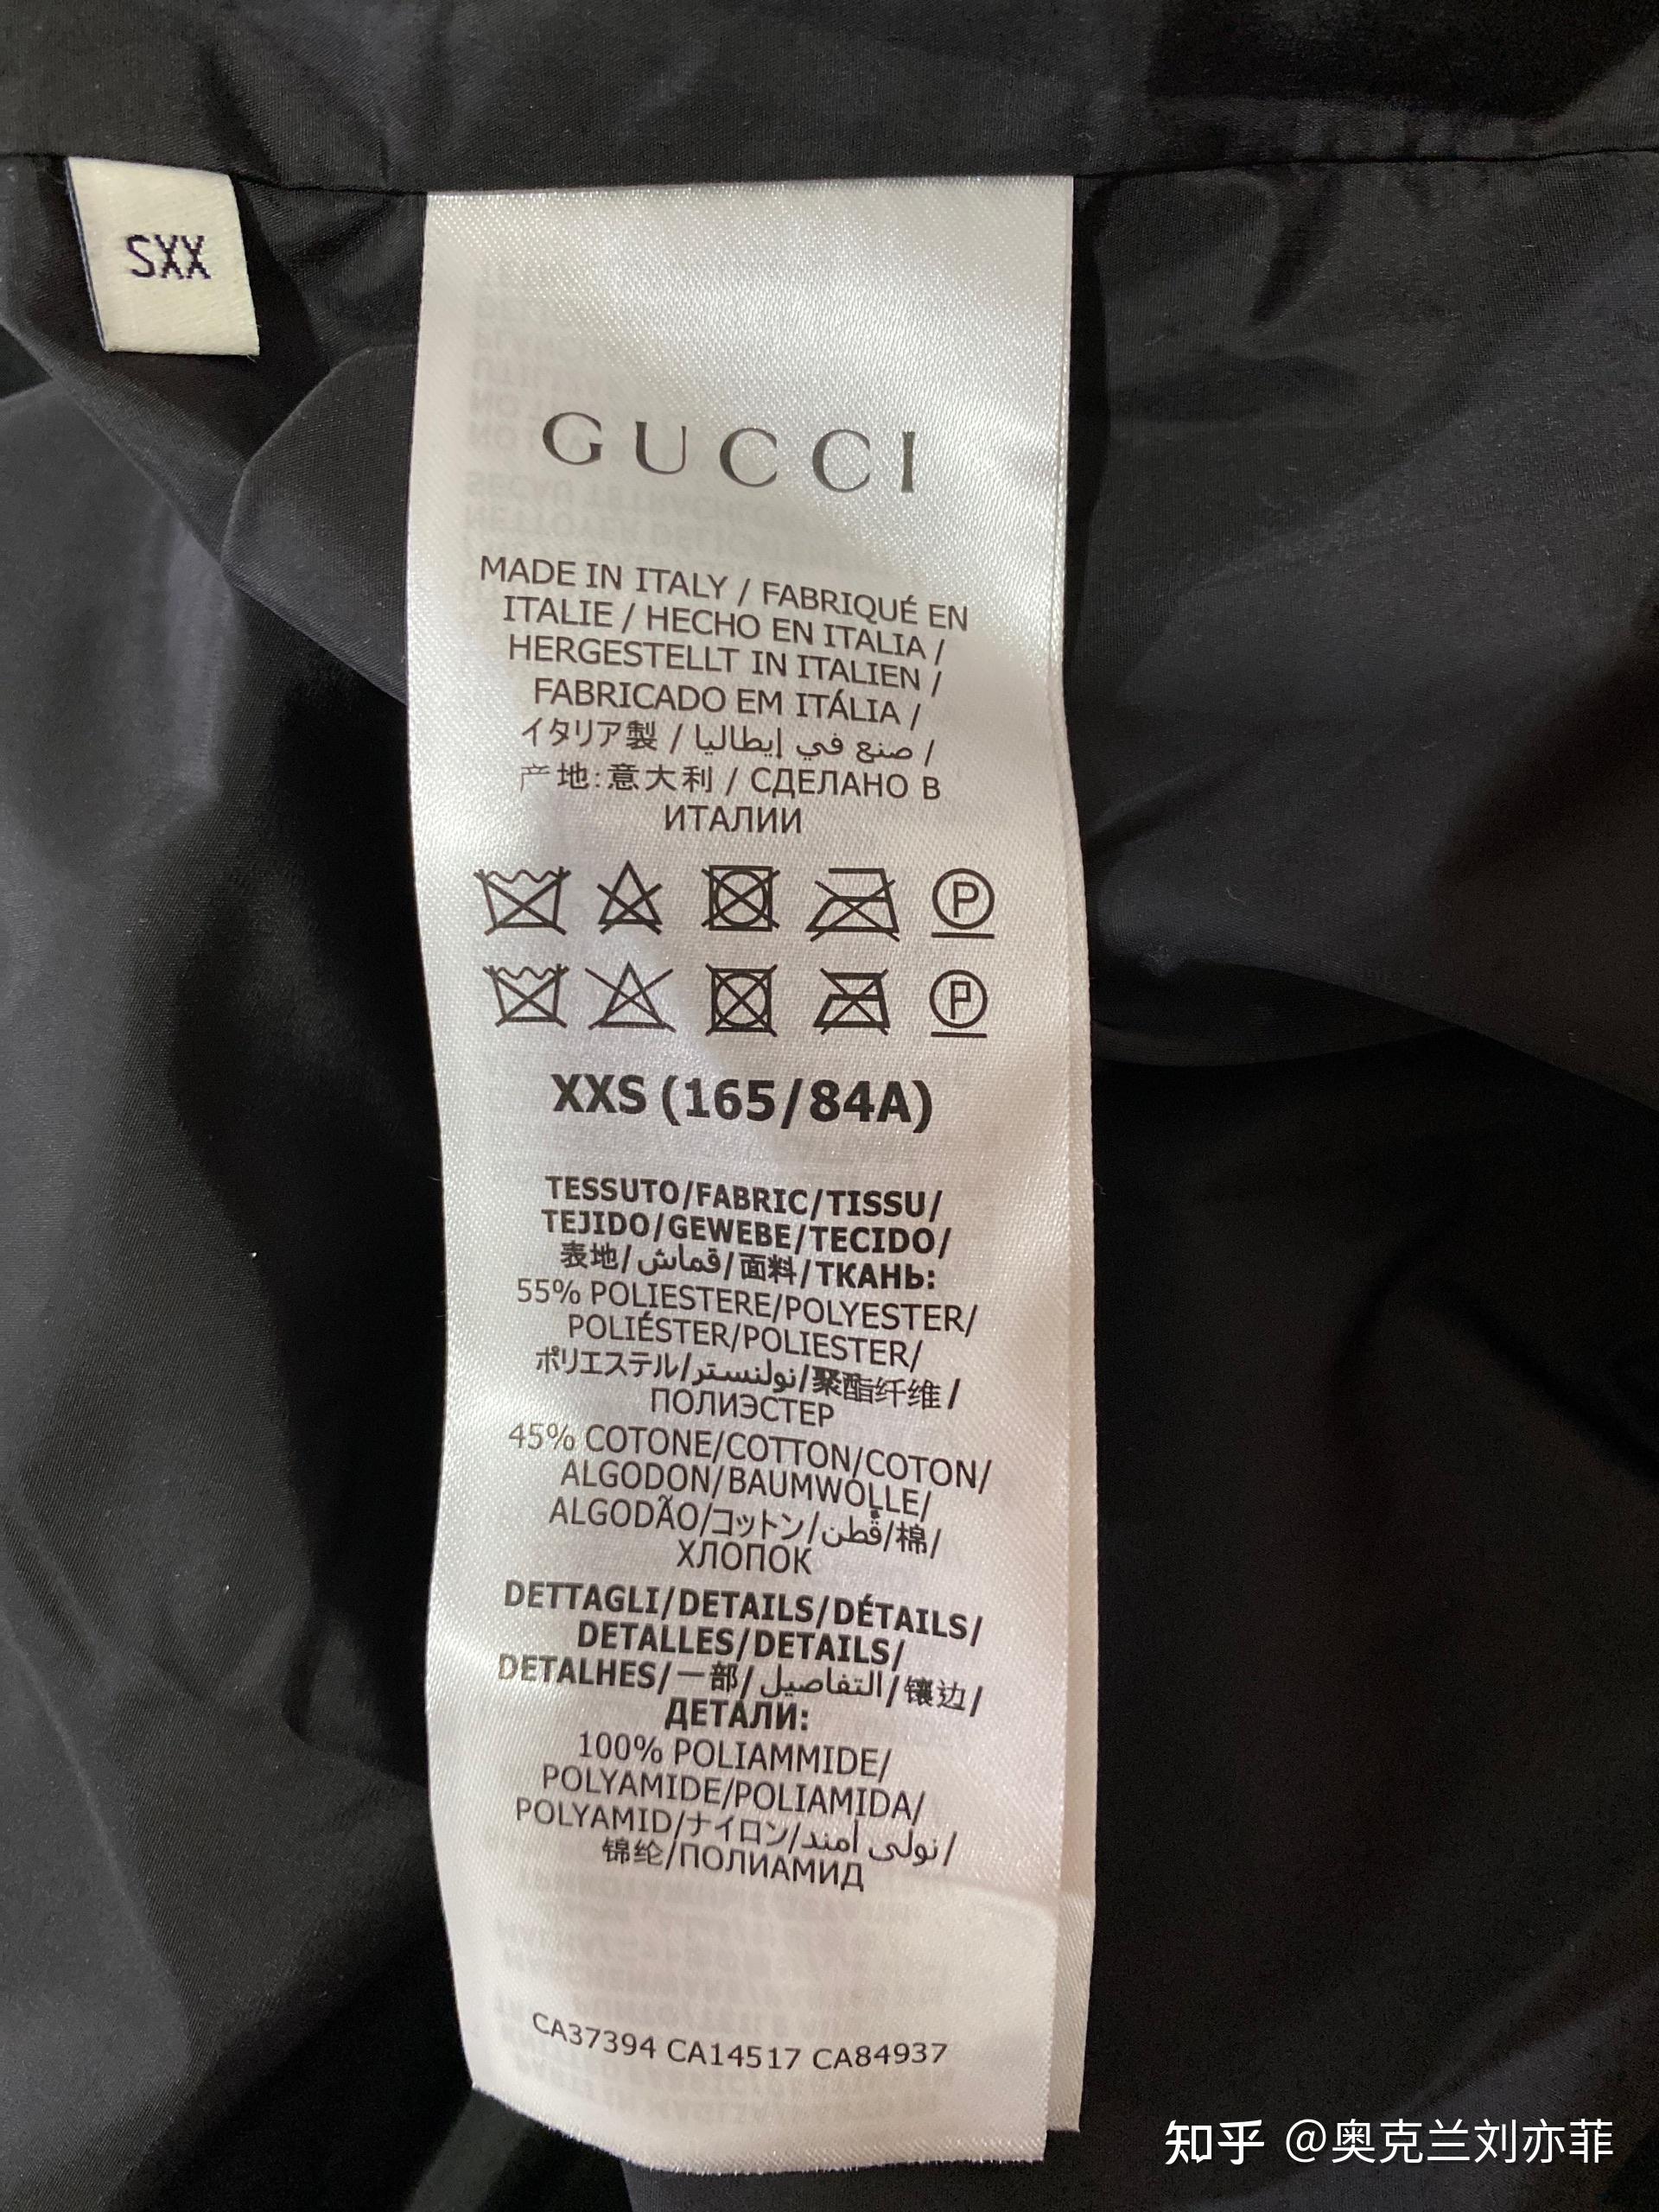 SXX
GUCCI
MADE IN ITALY / FABRIQUÉ EN
ITALIE / HECHO EN ITALIA /
HERGESTELLT IN ITALIEN /
FABRICADO EM ITÁLIA /
イタリア製 / صنع في إيطاليا /
产地:意大利 / СДЕЛАНО В
ИТАЛИИ
P
P
XXS (165/84A)
TESSUTO/FABRIC/TISSU/
TEJIDO/GEWEBE/TECIDO/
表地/قماش/面料/ТКАНЬ:
55% POLIESTERE/POLYESTER/
POLIÉSTER/POLIESTER/
ポリエステル/نولنستر/聚酯纤维/
ПОЛИЭСТЕР
45% COTONE/COTTON/COTON/
ALGODON/BAUMWOLLE/
ALGODÃO/コットン/قُطن/棉/
ХЛОПОК
DETTAGLI/DETAILS/DÉTAILS/
DETALLES/DETAILS/
DETALHES/一部/التفاصيل/镶边/
ДЕТАЛИ:
100% POLIAMMIDE/
POLYAMIDE/POLIAMIDA/
POLYAMID/ナイロン/نولى أمند/
锦纶/ПОЛИАМИД
CA37394 CA14517 CA84937
知乎 @奥克兰刘亦菲